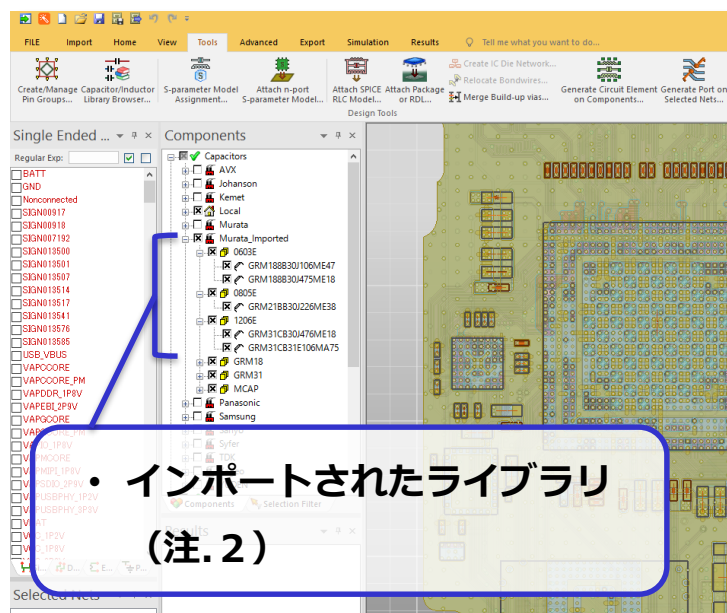 FILE Import Home View Tools Advanced Export Simulation Results Tell me what you want to do...
Create/Manage Pin Groups...
Capacitor/Inductor Library Browser...
S-parameter Model Assignment...
Attach n-port S-parameter Model...
Attach SPICE RLC Model...
Attach Package or RDL...
Create IC Die Network...
Relocate Bondwires...
Merge Build-up vias...
Generate Circuit Element on Components...
Generate Port on Selected Nets...
Design Tools
Single Ended ...
Regular Exp:
BATT
GND
Nonconnected
SIGN00917
SIGN00918
SIGN007192
SIGN013500
SIGN013501
SIGN013507
SIGN013514
SIGN013517
SIGN013541
SIGN013576
SIGN013585
USB_VBUS
VAPCCORE
VAPCCORE_PM
VAPDDR_1P8V
VAPEBI_2P9V
VAPGCORE
Components
Capacitors
AVX
Johanson
Kemet
Local
Murata
Murata_Imported
0603E
GRM188B30J106ME47
GRM188B30J475ME18
0805E
GRM21BB30J226ME38
1206E
GRM31CB30J476ME18
GRM31CB31E106MA75
GRM18
GRM31
MCAP
Panasonic
Samsung
Syfer
TDK
Components Selection Filter
Results
・ インポートされたライブラリ
（注.２）
Selected Nets